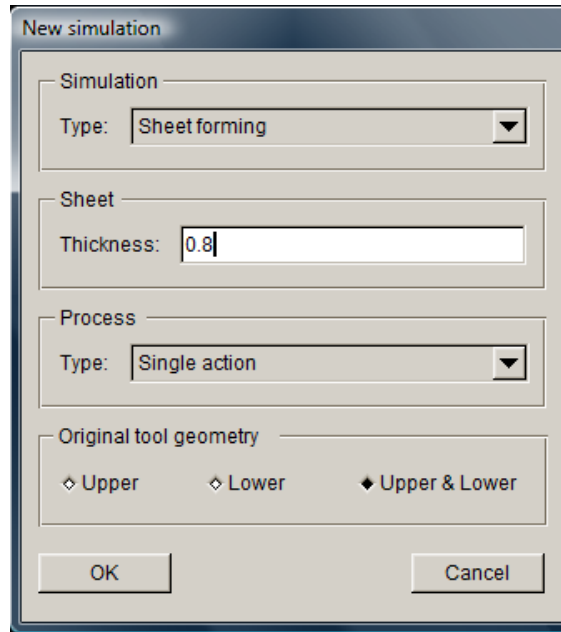 New simulation
Simulation
Type: Sheet forming
Sheet
Thickness: 0.8
Process
Type: Single action
Original tool geometry
Upper Lower Upper & Lower
OK Cancel